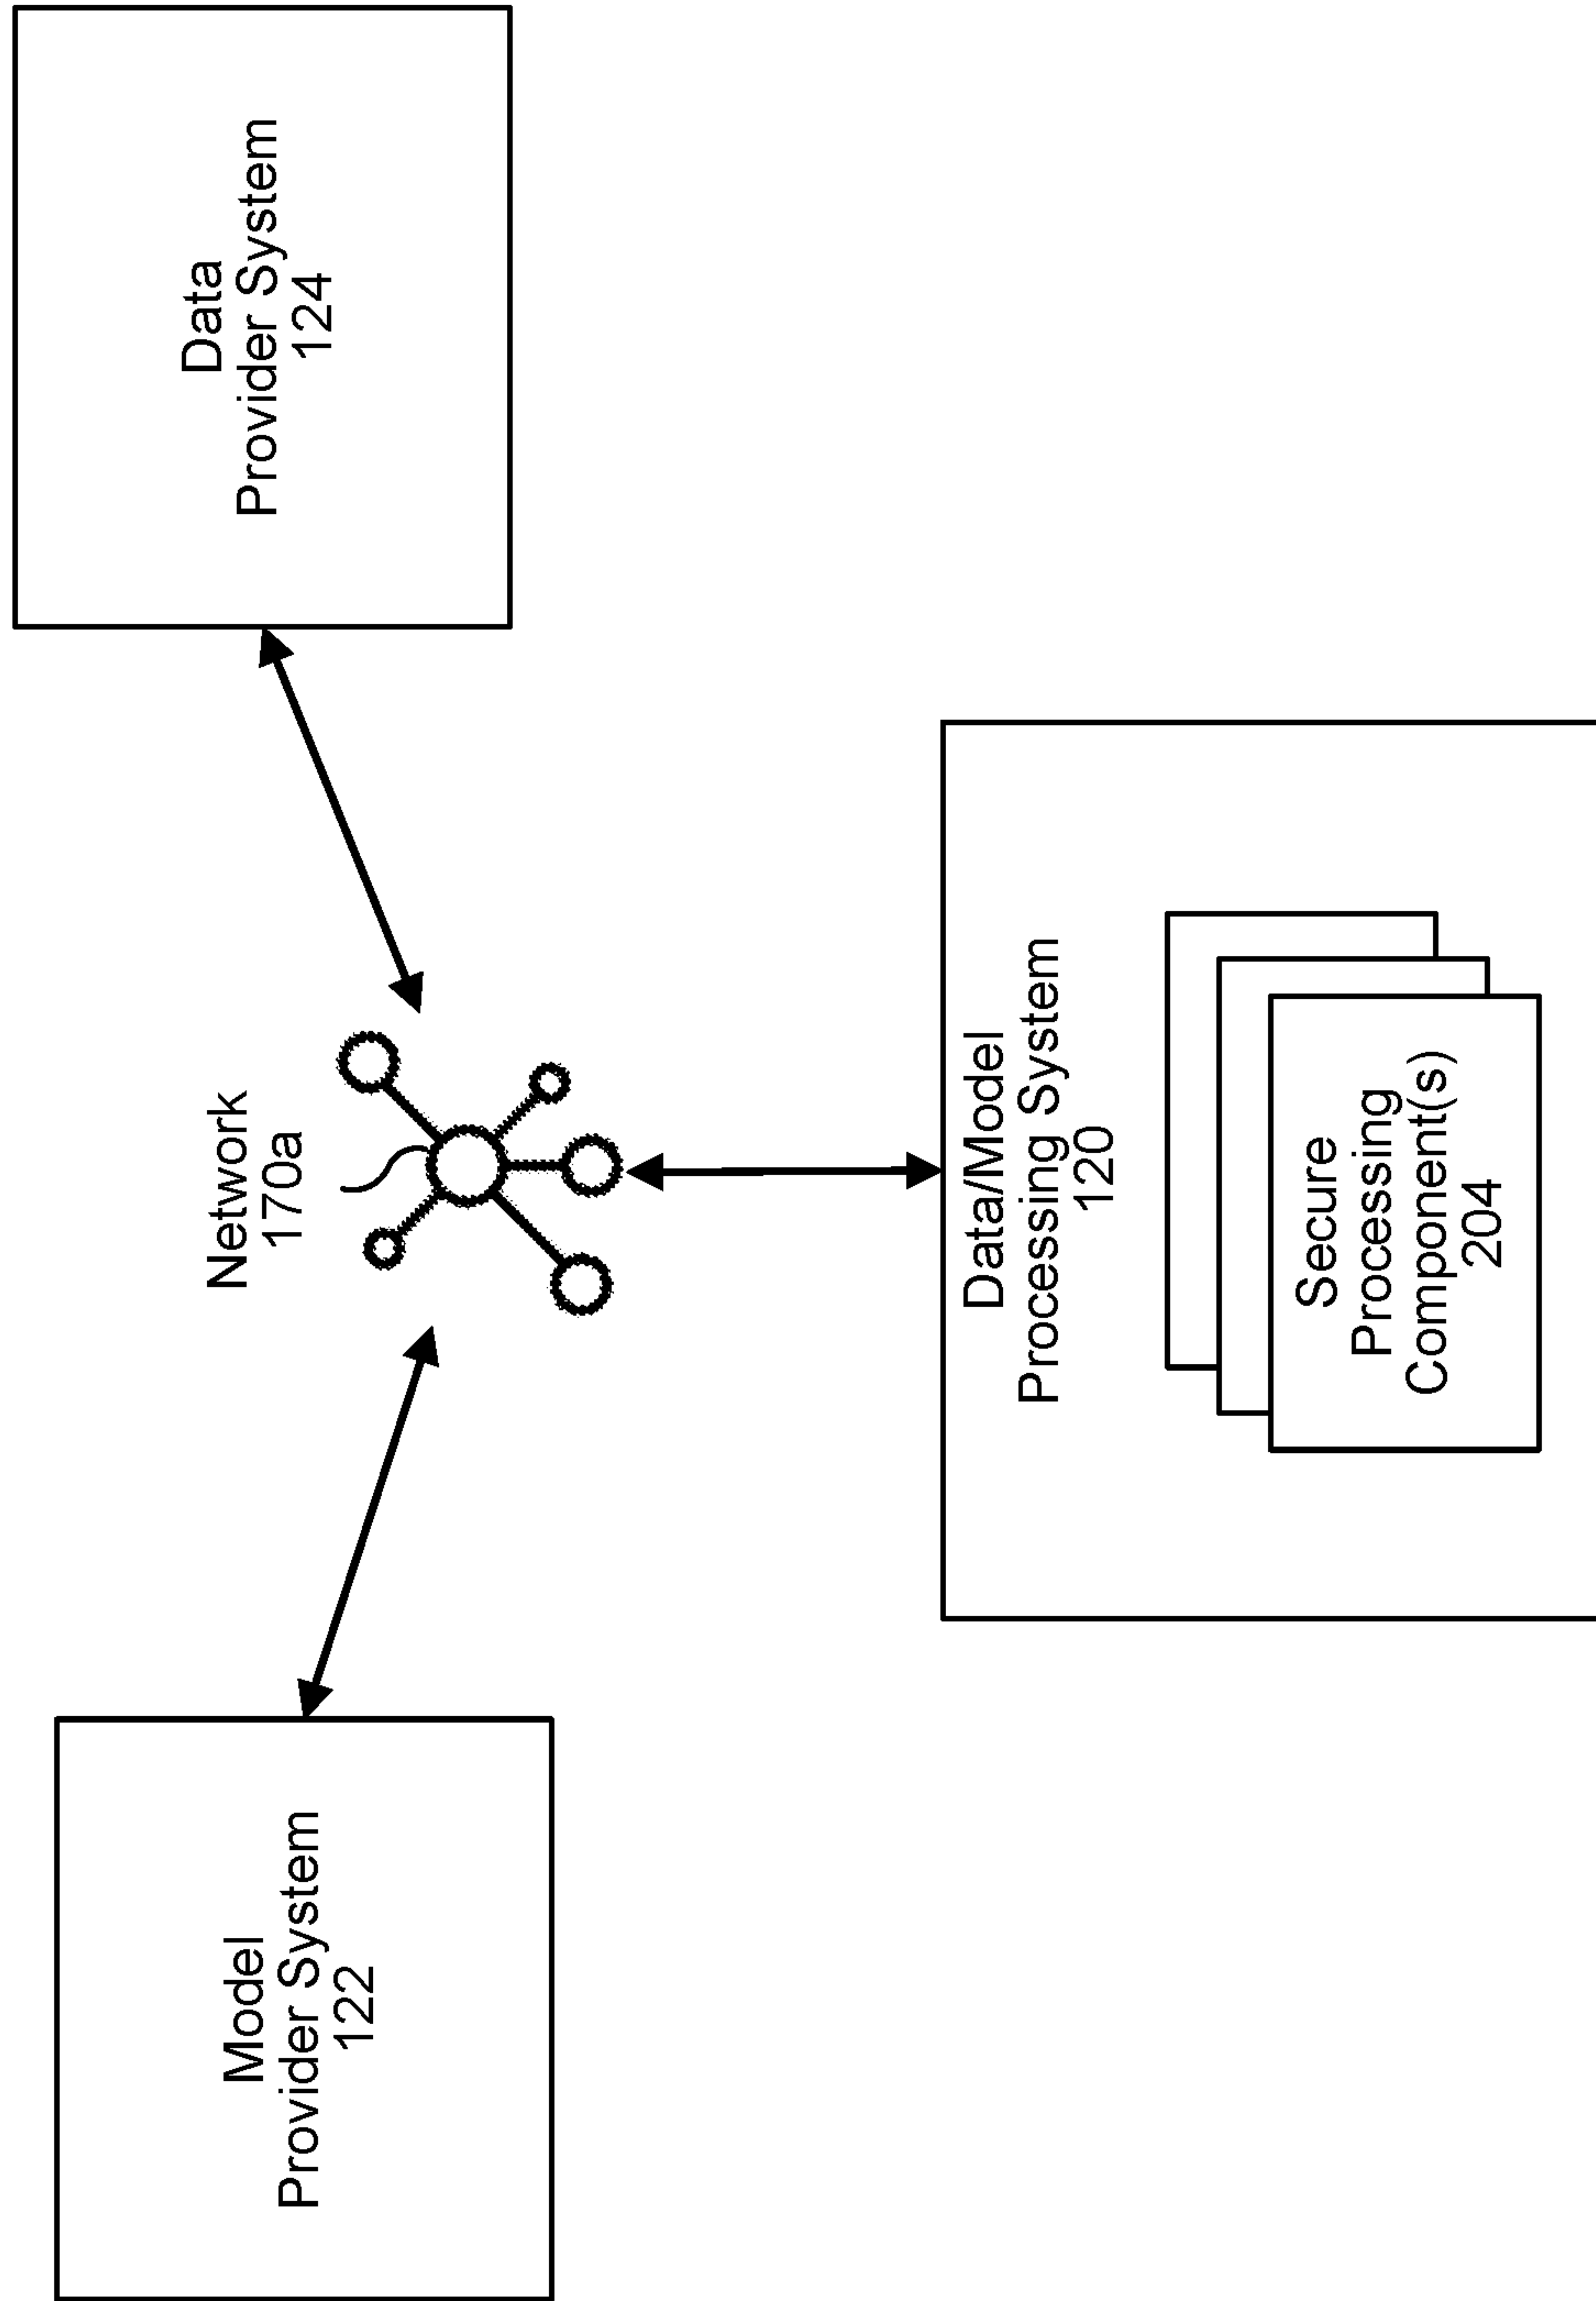 Network
170a
Model
Provider System
122
Data
Provider System
124
Data/Model
Processing System
120
Secure
Processing
Component(s)
204